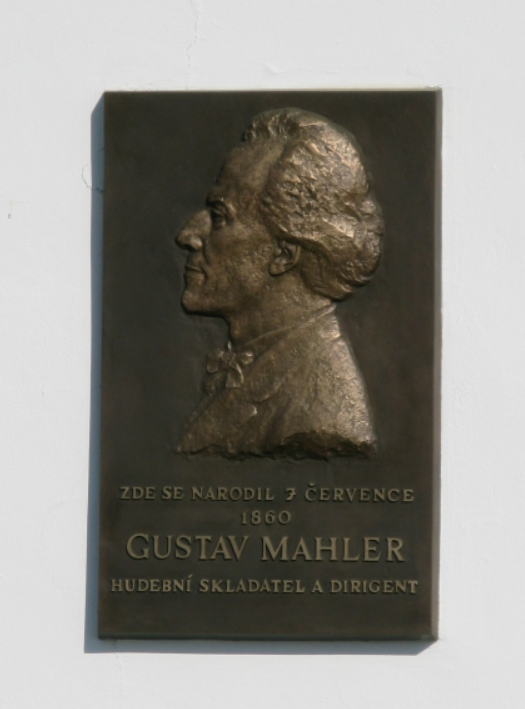 ZDE SE NARODIL 7 ČERVENCE
1860
GUSTAV MAHLER
HUDEBNÍ SKLADATEL A DIRIGENT